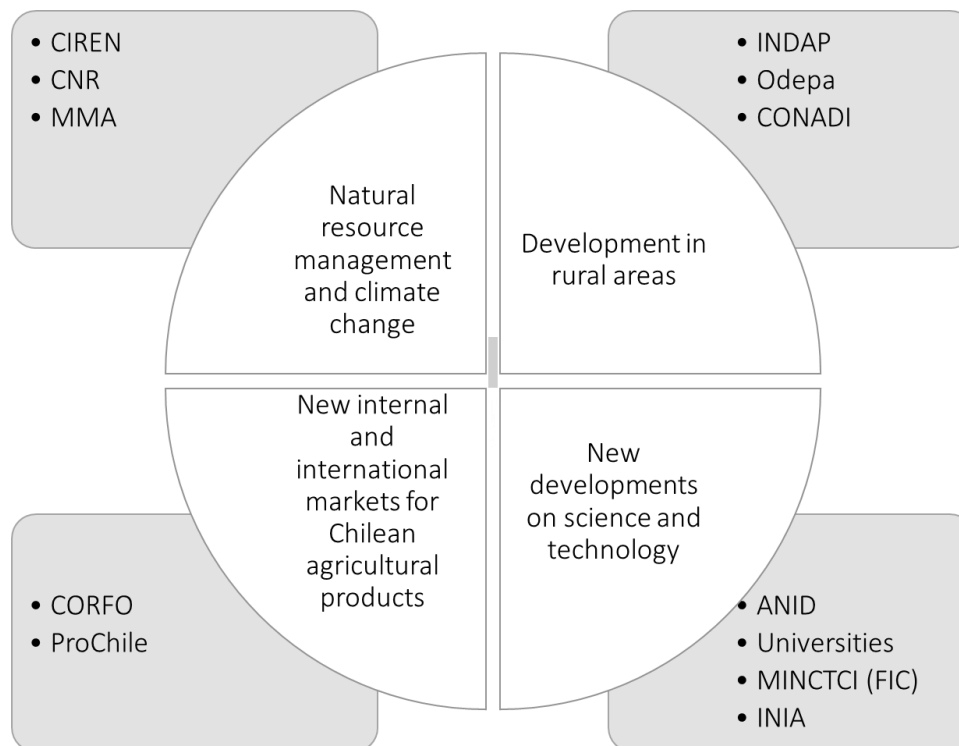 • CIREN
• CNR
• MMA
• INDAP
• Odepa
• CONADI
Natural
resource
management
and climate
change
Development in
rural areas
New internal
and
international
markets for
Chilean
agricultural
products
New
developments
on science and
technology
• CORFO
• ProChile
• ANID
• Universities
• MINCTCI (FIC)
• INIA